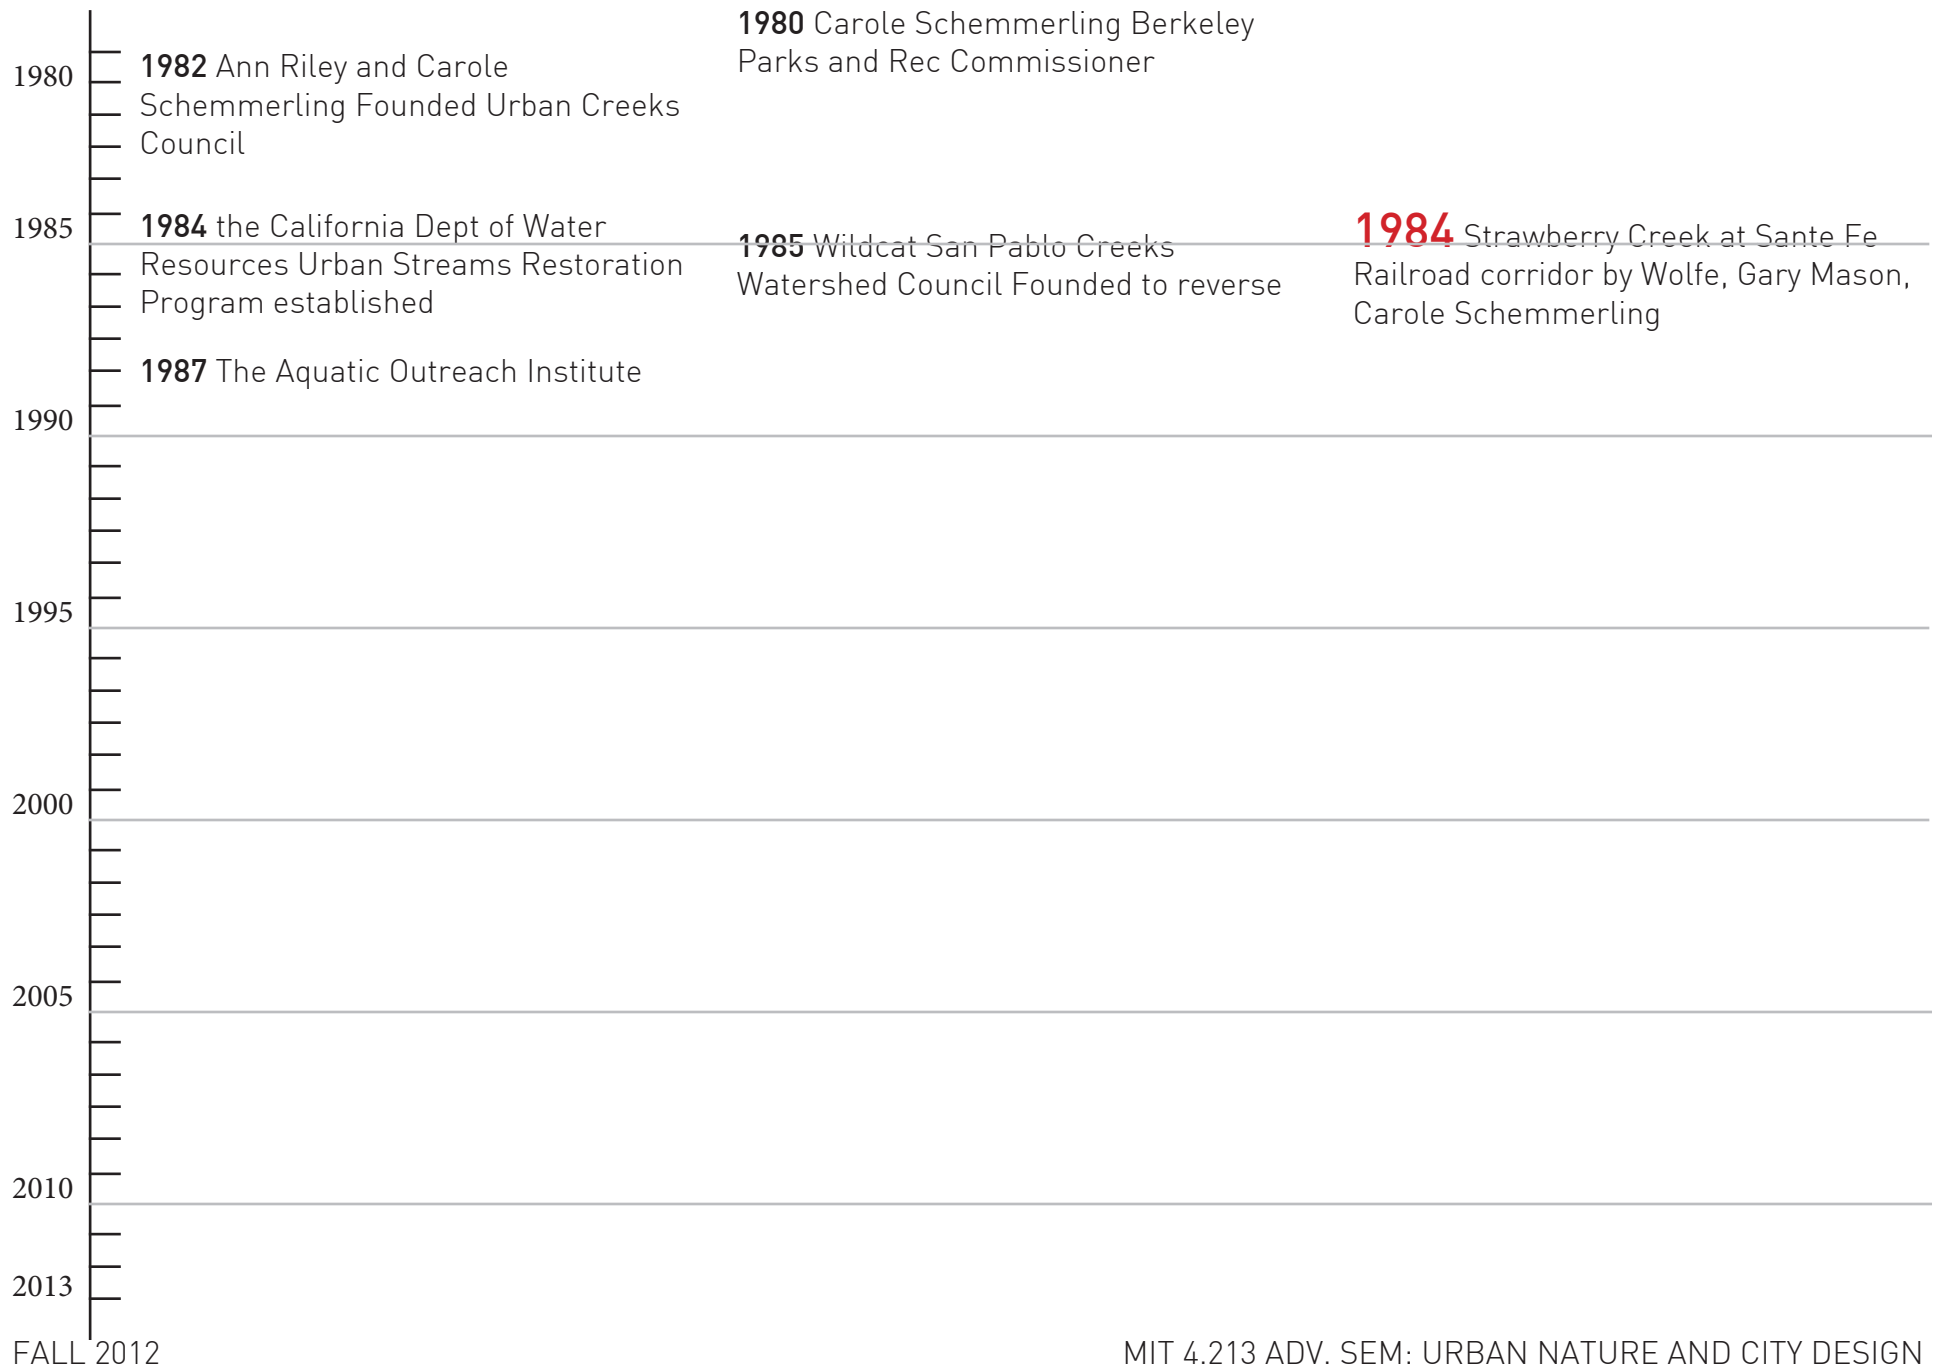 1980 Carole Schemmerling Berkeley
Parks and Rec Commissioner
1980
1982 Ann Riley and Carole
Schemmerling Founded Urban Creeks
Council
1985
1984 the California Dept of Water
Resources Urban Streams Restoration
Program established
1985 Wildcat San Pablo Creeks
Watershed Council Founded to reverse
1984 Strawberry Creek at Sante Fe
Railroad corridor by Wolfe, Gary Mason,
Carole Schemmerling
1987 The Aquatic Outreach Institute
1990
1995
2000
2005
2010
2013
FALL 2012
MIT 4.213 ADV. SEM: URBAN NATURE AND CITY DESIGN